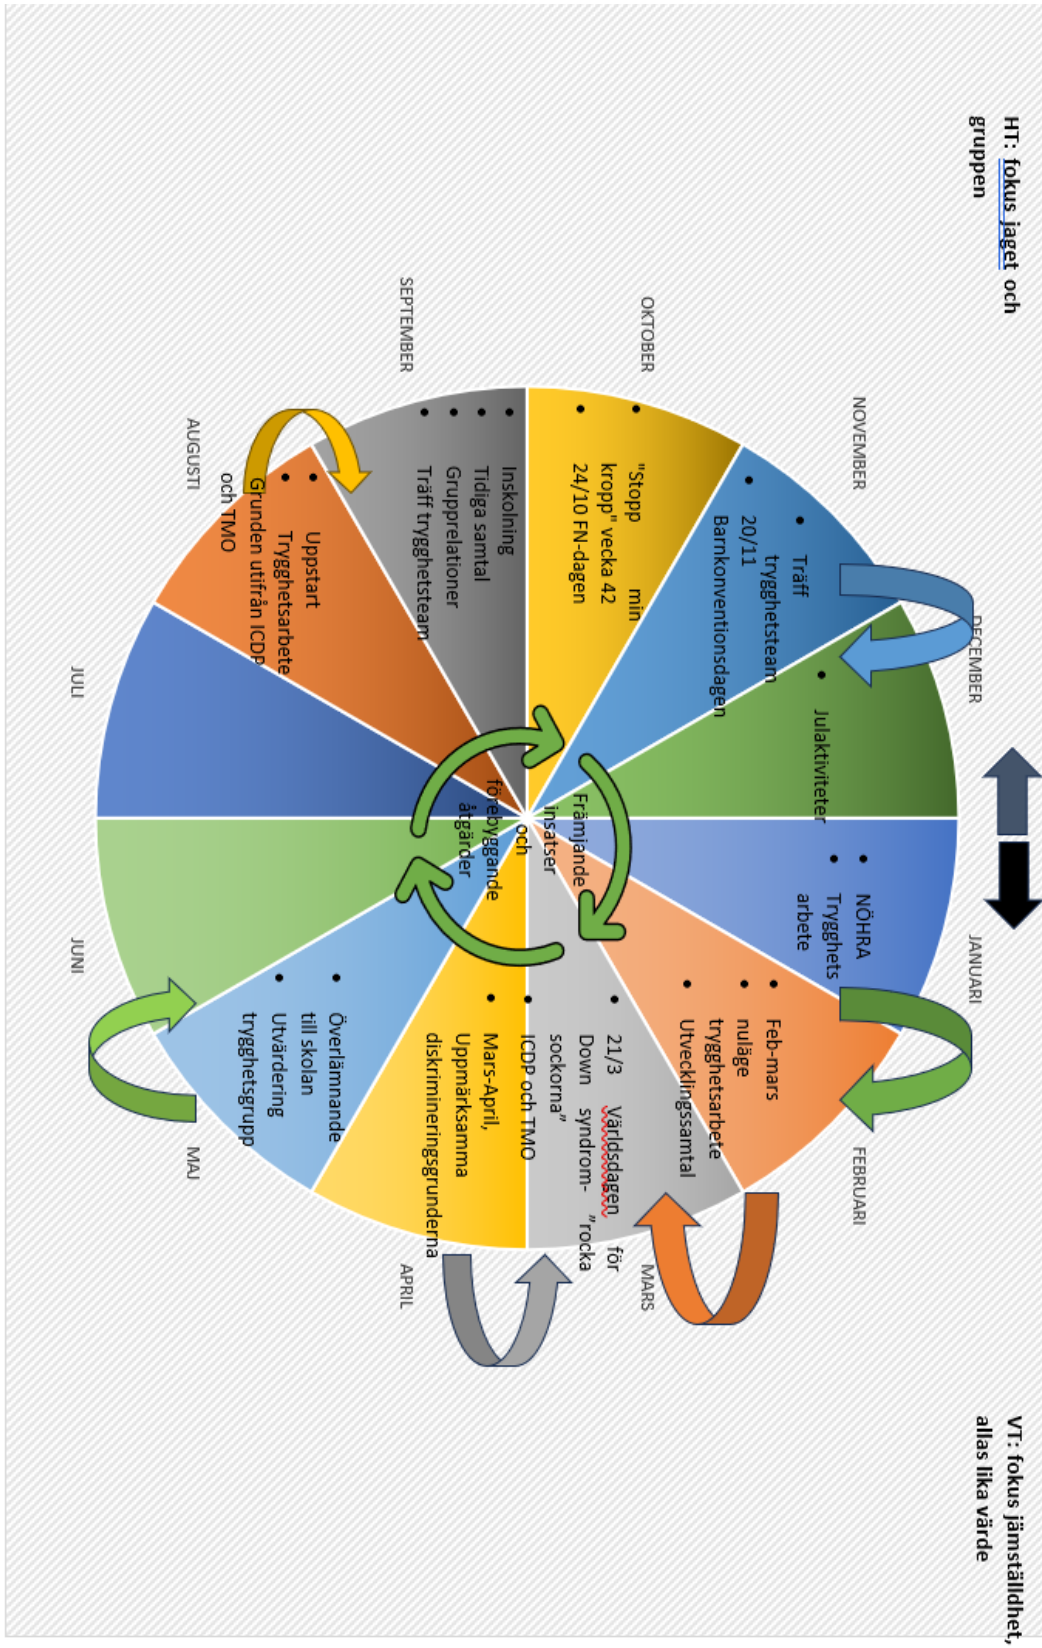 HT: fokus jaget och
gruppen
VT: fokus jämställdhet,
allas lika värde
JANUARI
NÖHRA
Trygghets
arbete
FEBRUARI
Feb-mars
nuläge
trygghetsarbete
Utvecklingssamtal
MARS
21/3 Världsdagen för
Down syndrom- ”rocka
sockorna”
ICDP och TMO
APRIL
Mars-April,
Uppmärksamma
diskrimineringsgrunderna
MAJ
Överlämnande
till skolan
Utvärdering
trygghetsgrupp
JUNI
JULI
AUGUSTI
Uppstart
Trygghetsarbete
Grunden utifrån ICDP
och TMO
SEPTEMBER
Inskolning
Tidiga samtal
Grupprelationer
Träff trygghetsteam
OKTOBER
"Stopp min
kropp" vecka 42
24/10 FN-dagen
NOVEMBER
Träff
trygghetsteam
20/11
Barnkonventionsdagen
DECEMBER
Julaktiviteter
Främjande
insatser
och
förebyggande
åtgärder